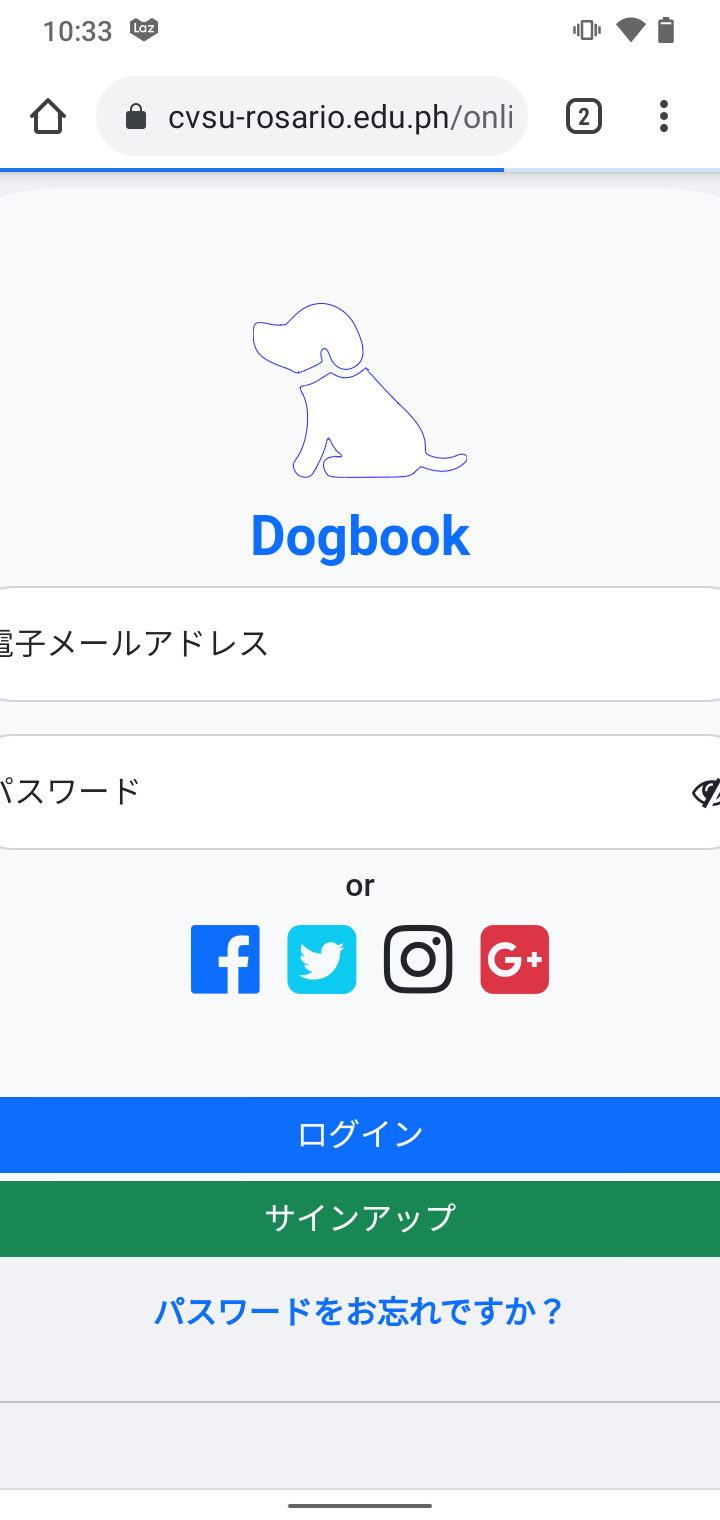 10:33 Laz
cvsu-rosario.edu.ph/onli
2
Dogbook
電子メールアドレス
パスワード
or
G+
ログイン
サインアップ
パスワードをお忘れですか？